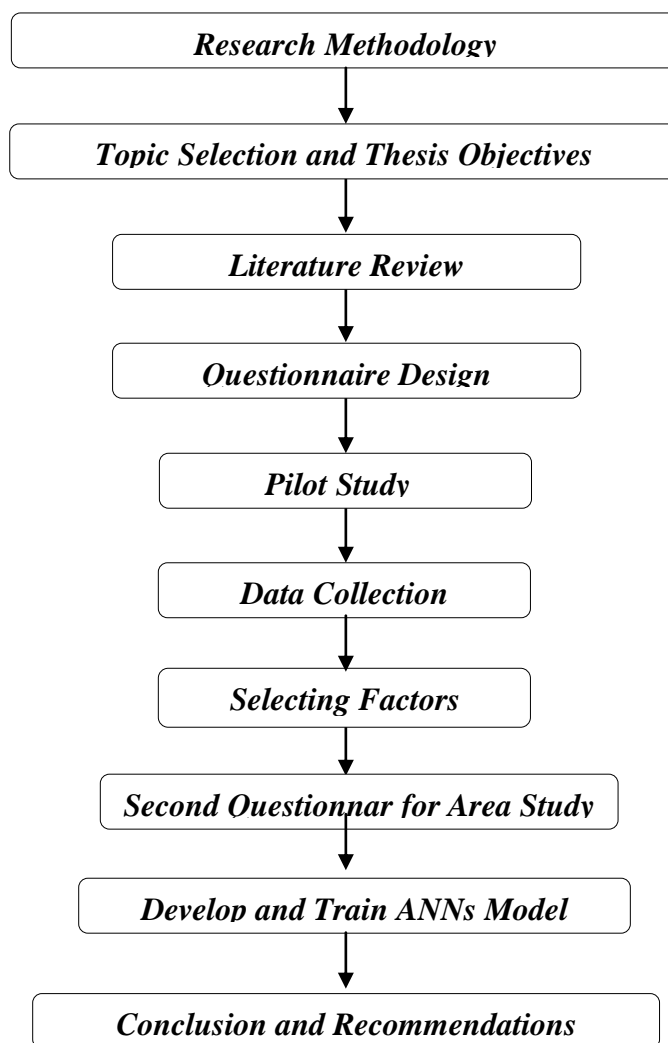 Research Methodology
Topic Selection and Thesis Objectives
Literature Review
Questionnaire Design
Pilot Study
Data Collection
Selecting Factors
Second Questionnar for Area Study
Develop and Train ANNs Model
Conclusion and Recommendations